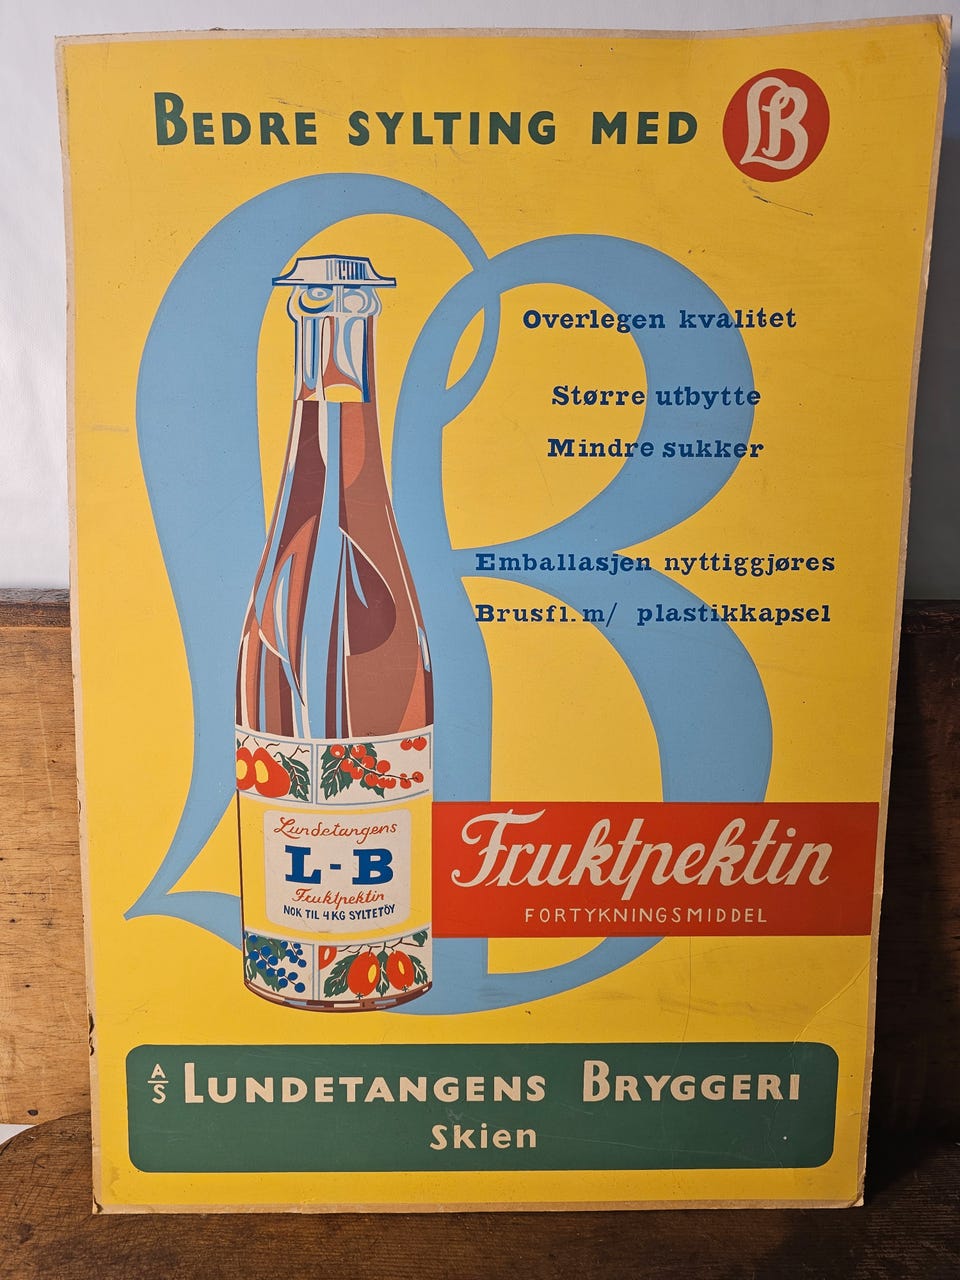 BEDRE SYLTING MED LB
Overlegen kvalitet
Større utbytte
Mindre sukker
Emballasjen nyttiggjøres
Brusfl. m/ plastikkapsel
Lundetangens
L-B
Fruktpektin
NOK TIL 4 KG SYLTETÖY
Fruktpektin
FORTYKNINGSMIDDEL
A/S LUNDETANGENS BRYGGERI
Skien